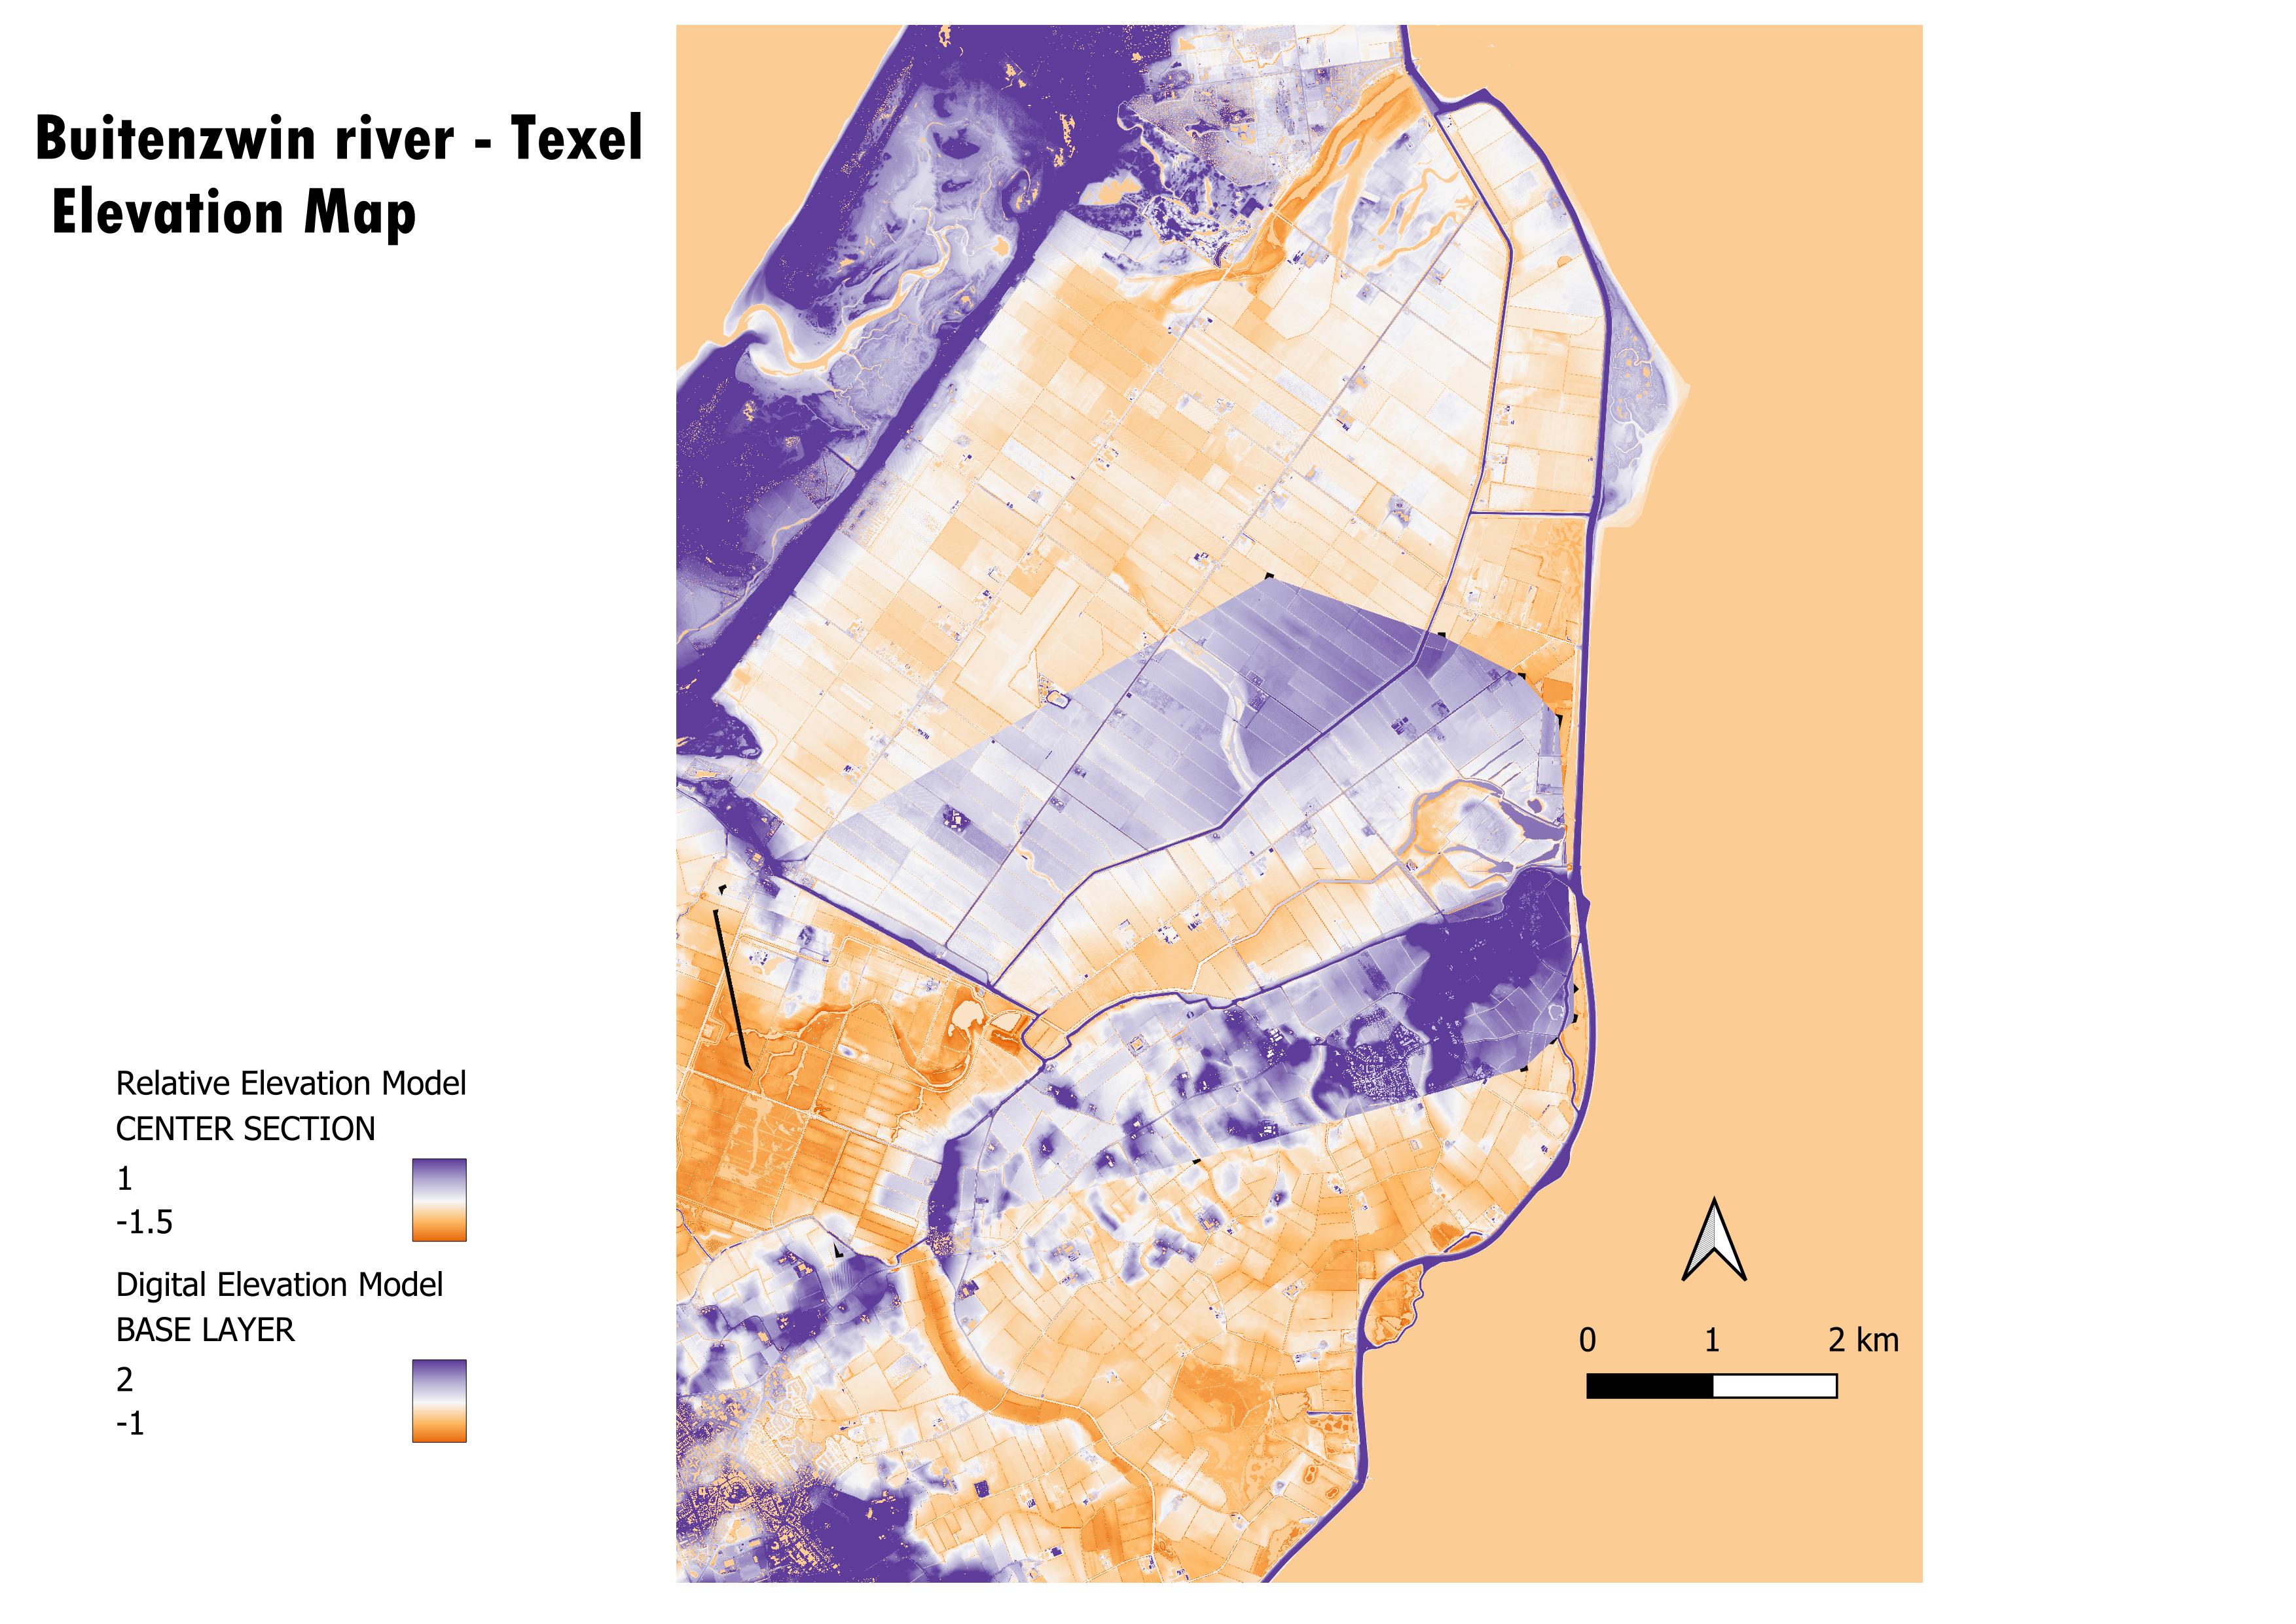 Buitenzwin river - Texel
Elevation Map
Relative Elevation Model
CENTER SECTION
1
-1.5
Digital Elevation Model
BASE LAYER
2
-1
0 1 2 km